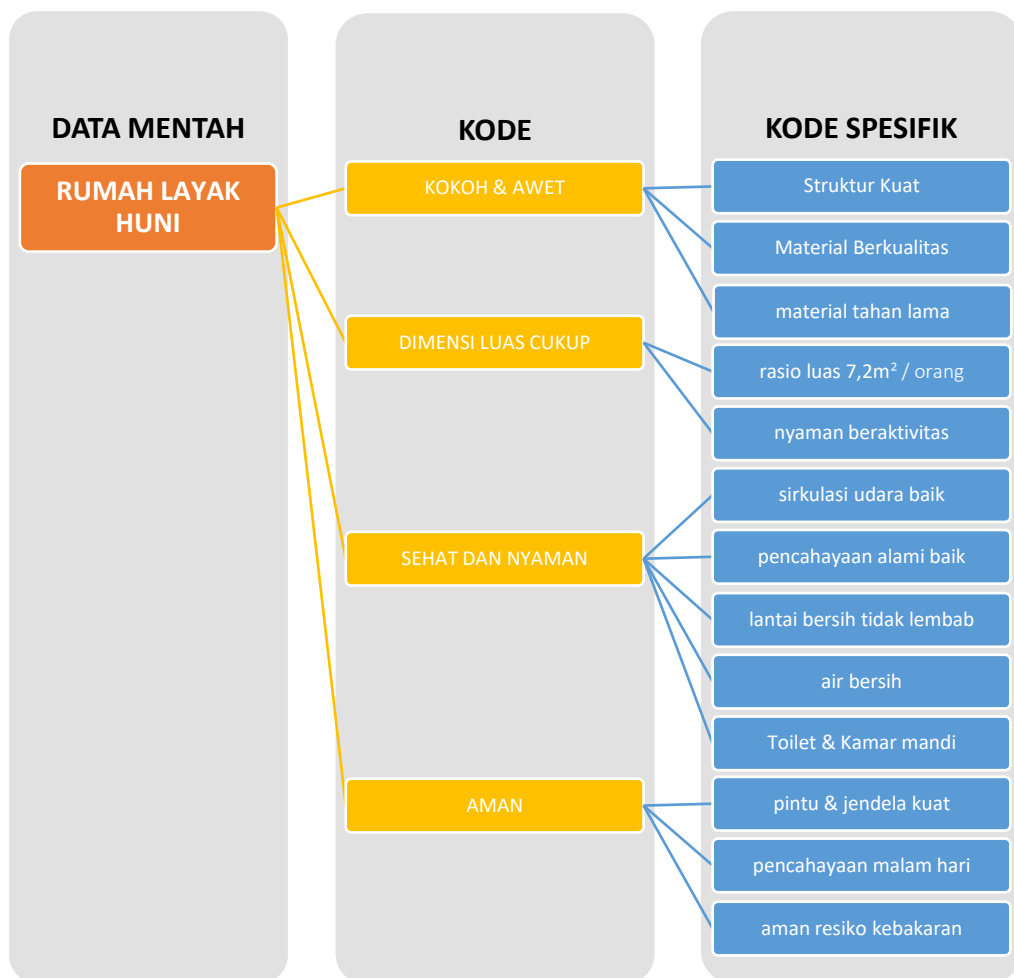 DATA MENTAH
RUMAH LAYAK
HUNI
KODE
KOKOH & AWET
DIMENSI LUAS CUKUP
SEHAT DAN NYAMAN
AMAN
KODE SPESIFIK
Struktur Kuat
Material Berkualitas
material tahan lama
rasio luas 7,2m² / orang
nyaman beraktivitas
sirkulasi udara baik
pencahayaan alami baik
lantai bersih tidak lembab
air bersih
Toilet & Kamar mandi
pintu & jendela kuat
pencahayaan malam hari
aman resiko kebakaran